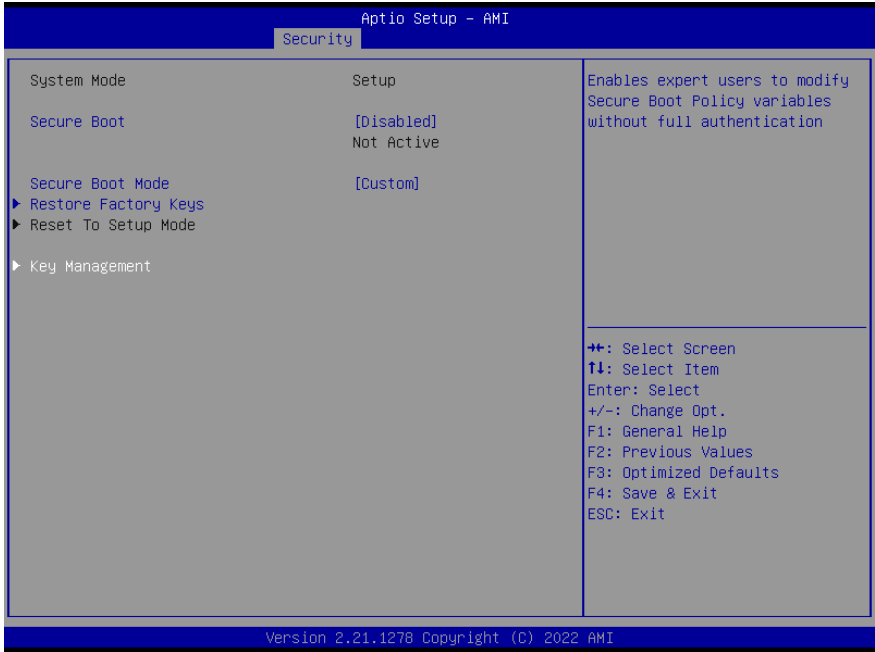 Aptio Setup – AMI
Security
System Mode Setup
Secure Boot [Disabled]
Not Active
Secure Boot Mode [Custom]
Restore Factory Keys
Reset To Setup Mode
Key Management
Enables expert users to modify
Secure Boot Policy variables
without full authentication
→←: Select Screen
↑↓: Select Item
Enter: Select
+/-: Change Opt.
F1: General Help
F2: Previous Values
F3: Optimized Defaults
F4: Save & Exit
ESC: Exit
Version 2.21.1278 Copyright (C) 2022 AMI